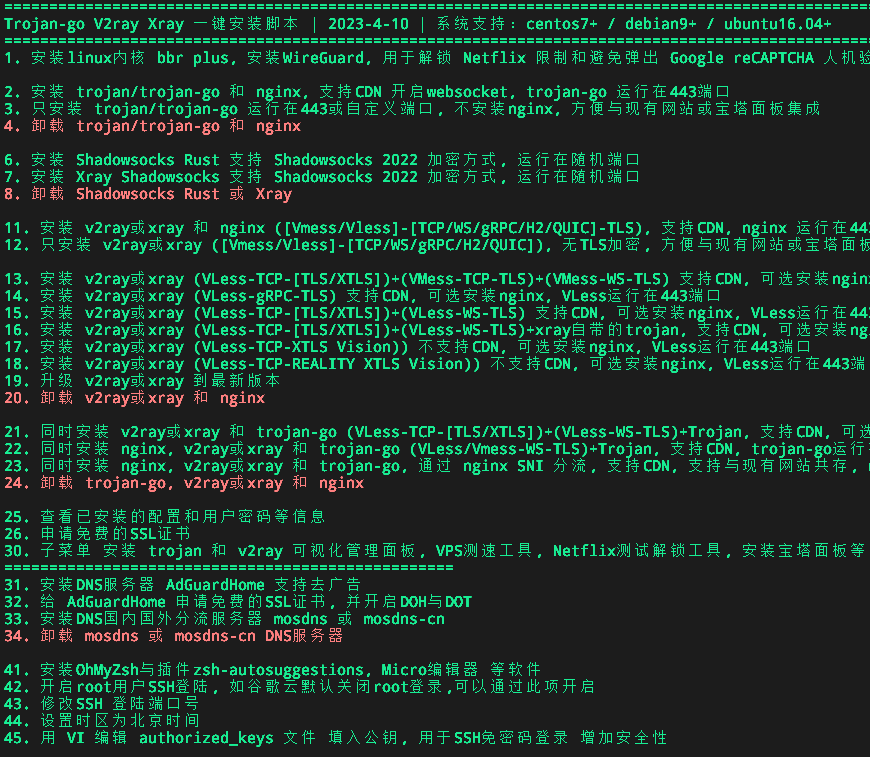 ==================================================
Trojan-go V2ray Xray 一键安装脚本 | 2023-4-10 | 系统支持：centos7+ / debian9+ / ubuntu16.04+
==================================================
1. 安装linux内核 bbr plus, 安装WireGuard, 用于解锁 Netflix 限制和避免弹出 Google reCAPTCHA 人机验
2. 安装 trojan/trojan-go 和 nginx, 支持CDN 开启websocket, trojan-go 运行在443端口
3. 只安装 trojan/trojan-go 运行在443或自定义端口, 不安装nginx, 方便与现有网站或宝塔面板集成
4. 卸载 trojan/trojan-go 和 nginx
6. 安装 Shadowsocks Rust 支持 Shadowsocks 2022 加密方式, 运行在随机端口
7. 安装 Xray Shadowsocks 支持 Shadowsocks 2022 加密方式, 运行在随机端口
8. 卸载 Shadowsocks Rust 或 Xray
11. 安装 v2ray或xray 和 nginx ([Vmess/Vless]-[TCP/WS/gRPC/H2/QUIC]-TLS), 支持CDN, nginx 运行在443
12. 只安装 v2ray或xray ([Vmess/Vless]-[TCP/WS/gRPC/H2/QUIC]), 无TLS加密, 方便与现有网站或宝塔面板
13. 安装 v2ray或xray (VLess-TCP-[TLS/XTLS])+(VMess-TCP-TLS)+(VMess-WS-TLS) 支持CDN, 可选安装nginx
14. 安装 v2ray或xray (VLess-gRPC-TLS) 支持CDN, 可选安装nginx, VLess运行在443端口
15. 安装 v2ray或xray (VLess-TCP-[TLS/XTLS])+(VLess-WS-TLS) 支持CDN, 可选安装nginx, VLess运行在443
16. 安装 v2ray或xray (VLess-TCP-[TLS/XTLS])+(VLess-WS-TLS)+xray自带的trojan, 支持CDN, 可选安装ng
17. 安装 v2ray或xray (VLess-TCP-XTLS Vision)) 不支持CDN, 可选安装nginx, VLess运行在443端口
18. 安装 v2ray或xray (VLess-TCP-REALITY XTLS Vision)) 不支持CDN, 可选安装nginx, VLess运行在443端
19. 升级 v2ray或xray 到最新版本
20. 卸载 v2ray或xray 和 nginx
21. 同时安装 v2ray或xray 和 trojan-go (VLess-TCP-[TLS/XTLS])+(VLess-WS-TLS)+Trojan, 支持CDN, 可选
22. 同时安装 nginx, v2ray或xray 和 trojan-go (VLess/Vmess-WS-TLS)+Trojan, 支持CDN, trojan-go运行
23. 同时安装 nginx, v2ray或xray 和 trojan-go, 通过 nginx SNI 分流, 支持CDN, 支持与现有网站共存,
24. 卸载 trojan-go, v2ray或xray 和 nginx
25. 查看已安装的配置和用户密码等信息
26. 申请免费的SSL证书
30. 子菜单 安装 trojan 和 v2ray 可视化管理面板, VPS测速工具, Netflix测试解锁工具, 安装宝塔面板等
==================================================
31. 安装DNS服务器 AdGuardHome 支持去广告
32. 给 AdGuardHome 申请免费的SSL证书, 并开启DOH与DOT
33. 安装DNS国内国外分流服务器 mosdns 或 mosdns-cn
34. 卸载 mosdns 或 mosdns-cn DNS服务器
41. 安装OhMyZsh与插件zsh-autosuggestions, Micro编辑器 等软件
42. 开启root用户SSH登陆, 如谷歌云默认关闭root登录,可以通过此项开启
43. 修改SSH 登陆端口号
44. 设置时区为北京时间
45. 用 VI 编辑 authorized_keys 文件 填入公钥, 用于SSH免密码登录 增加安全性